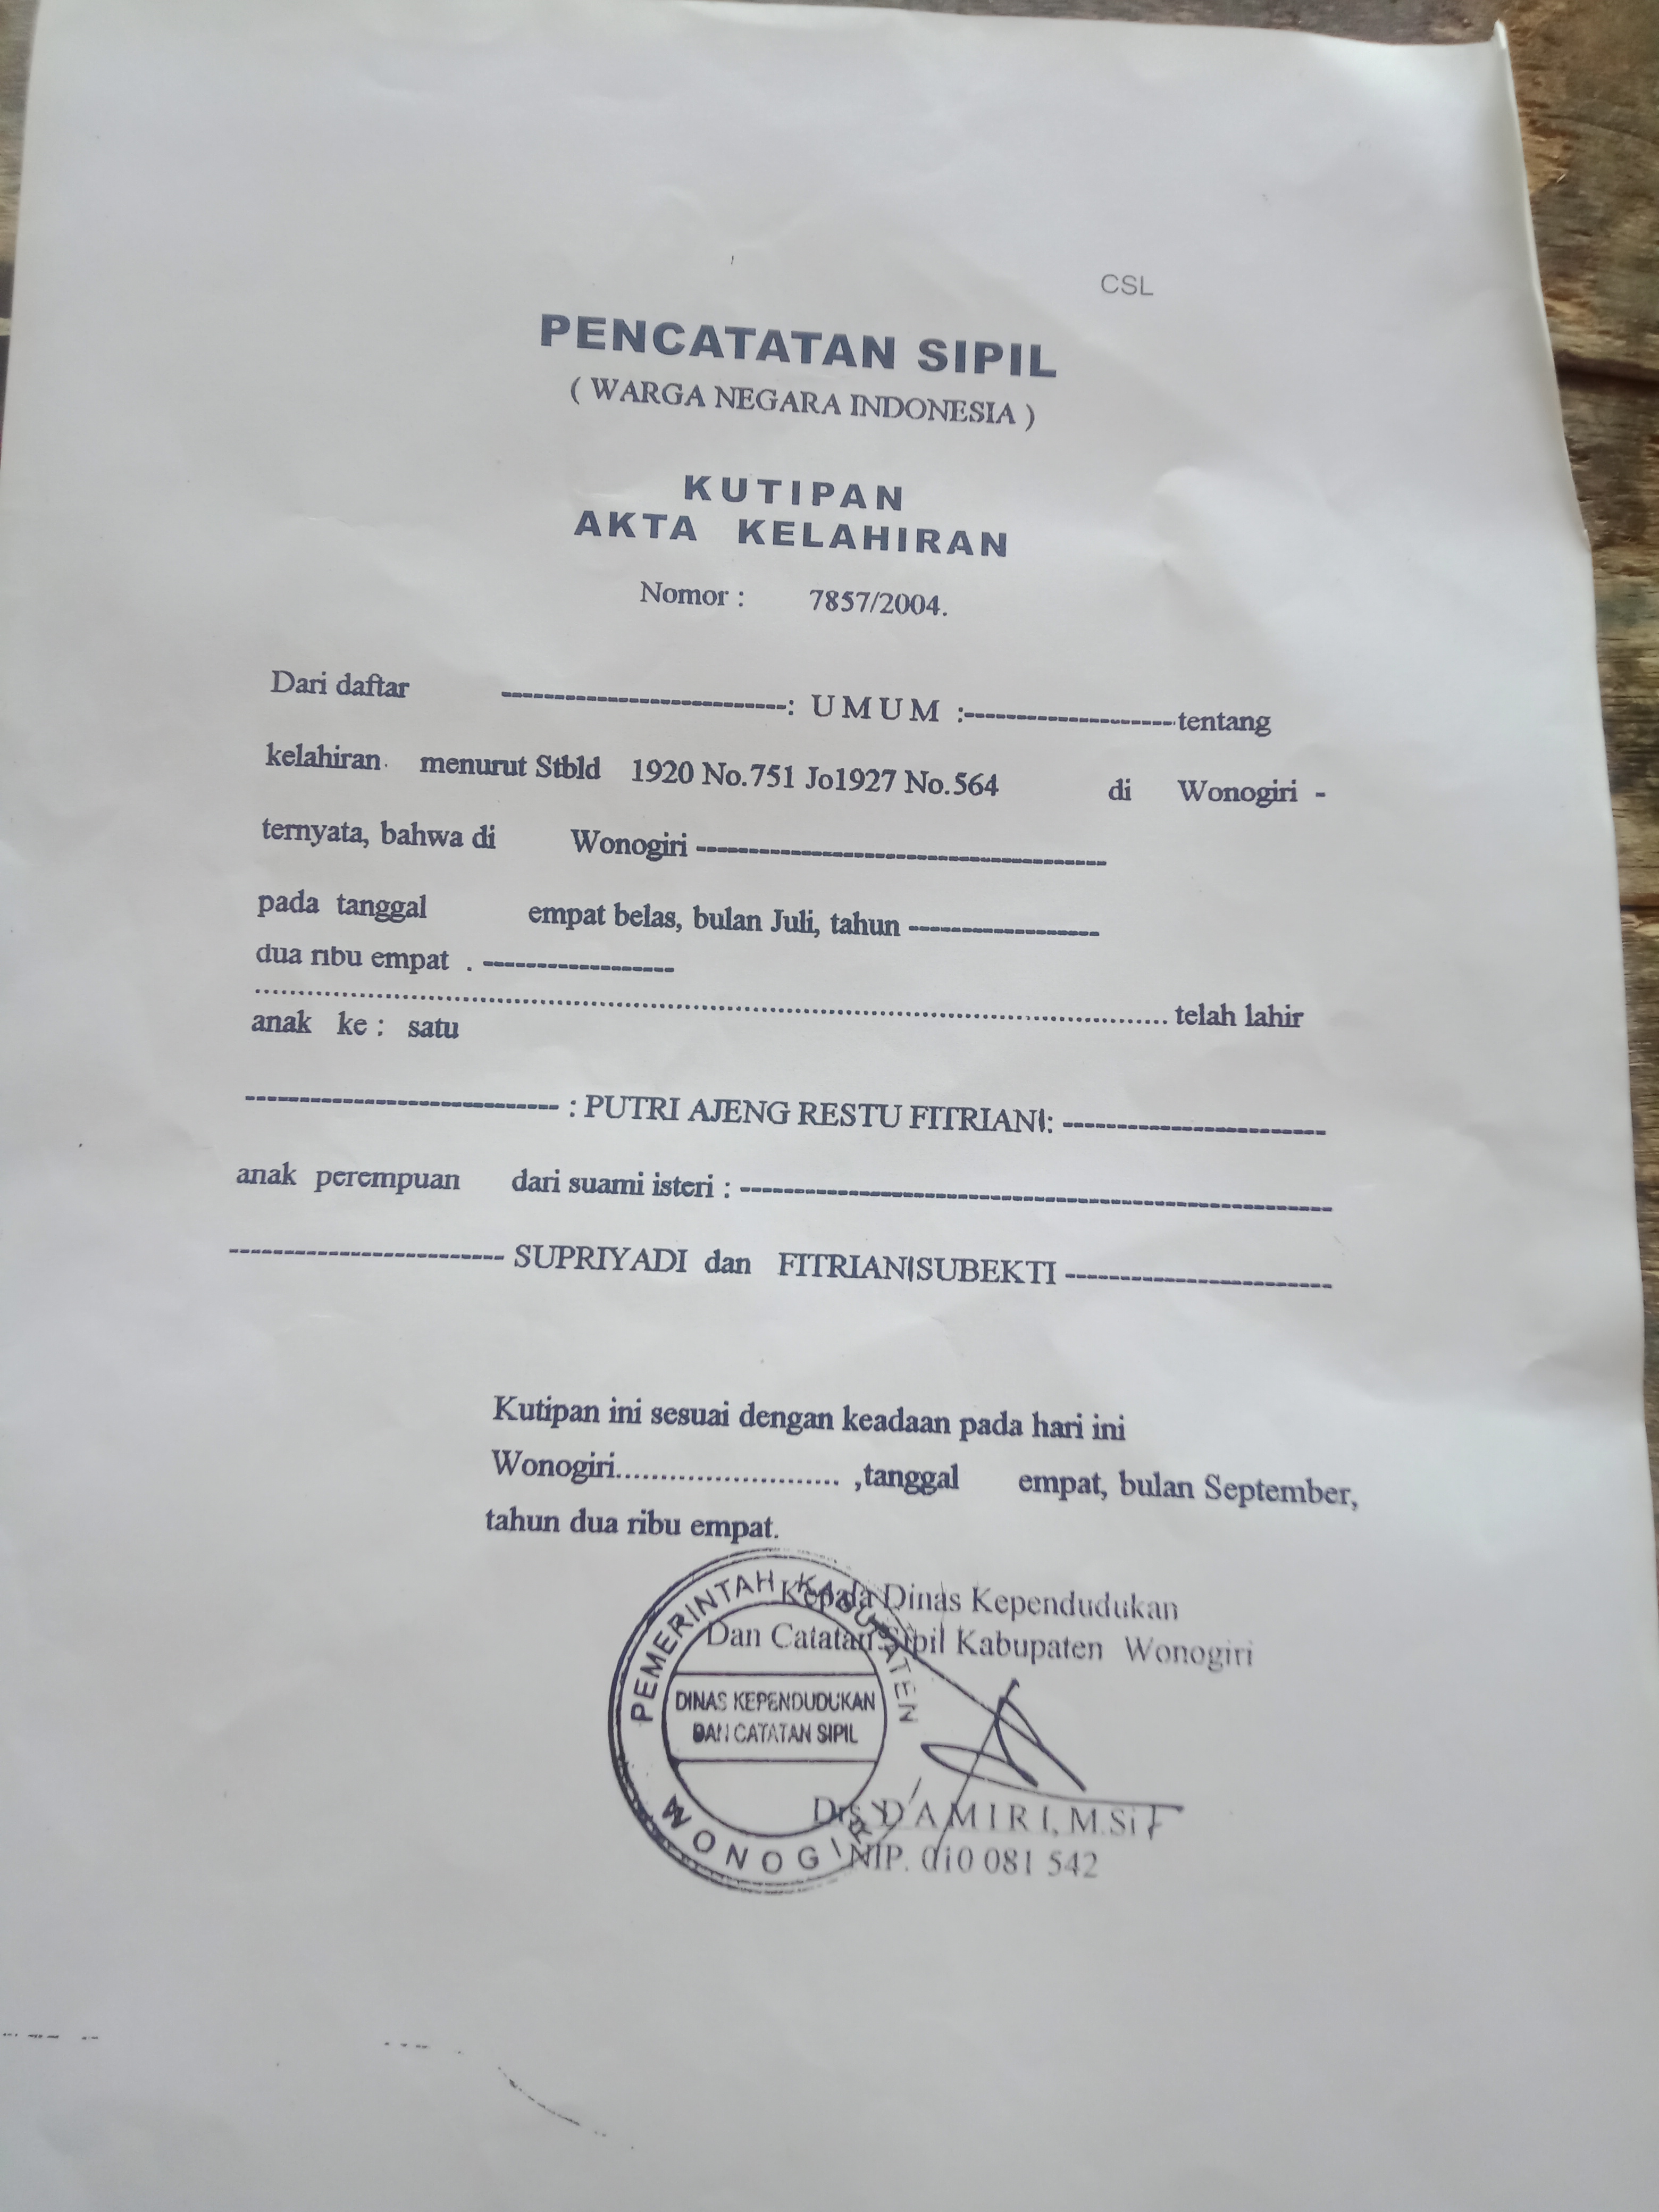 CSL
PENCATATAN SIPIL
( WARGA NEGARA INDONESIA )
KUTIPAN
AKTA KELAHIRAN
Nomor : 7857/2004.
Dari daftar ----------------------------: UMUM :--------------------- tentang
kelahiran. menurut Stbld 1920 No.751 Jo1927 No.564 di Wonogiri -
ternyata, bahwa di Wonogiri ----------------------------------------
pada tanggal empat belas, bulan Juli, tahun -------------------
dua ribu empat . -------------------
.......................................................................................................... telah lahir
anak ke : satu
------------------------------ : PUTRI AJENG RESTU FITRIANI: --------------------------
anak perempuan dari suami isteri : ----------------------------------------------------------
--------------------------- SUPRIYADI dan FITRIANI SUBEKTI --------------------------
Kutipan ini sesuai dengan keadaan pada hari ini
Wonogiri......................... ,tanggal empat, bulan September,
tahun dua ribu empat.
Kepala Dinas Kependudukan
Dan Catatan Sipil Kabupaten Wonogiri
PEMERINTAH KABUPATEN
DINAS KEPENDUDUKAN
DAN CATATAN SIPIL
WONOGIRI
M.Si
NIP. 081 542